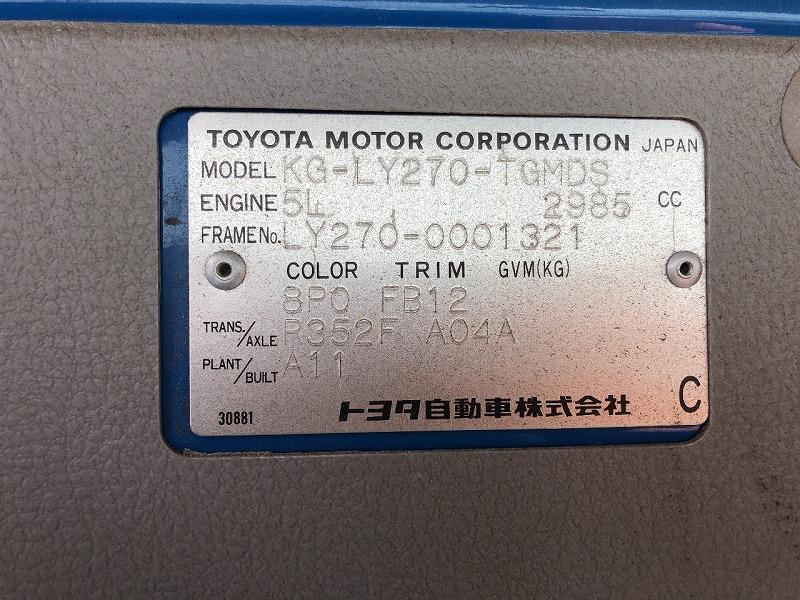 TOYOTA MOTOR CORPORATION JAPAN
MODEL KG-LY270-TGMDS
ENGINE 5L , 2985 CC
FRAME No. LY270-0001321
COLOR TRIM GVM(KG)
8P0 FB12
TRANS./AXLE R352F A04A
PLANT/BUILT A11
30881 トヨタ自動車株式会社 C